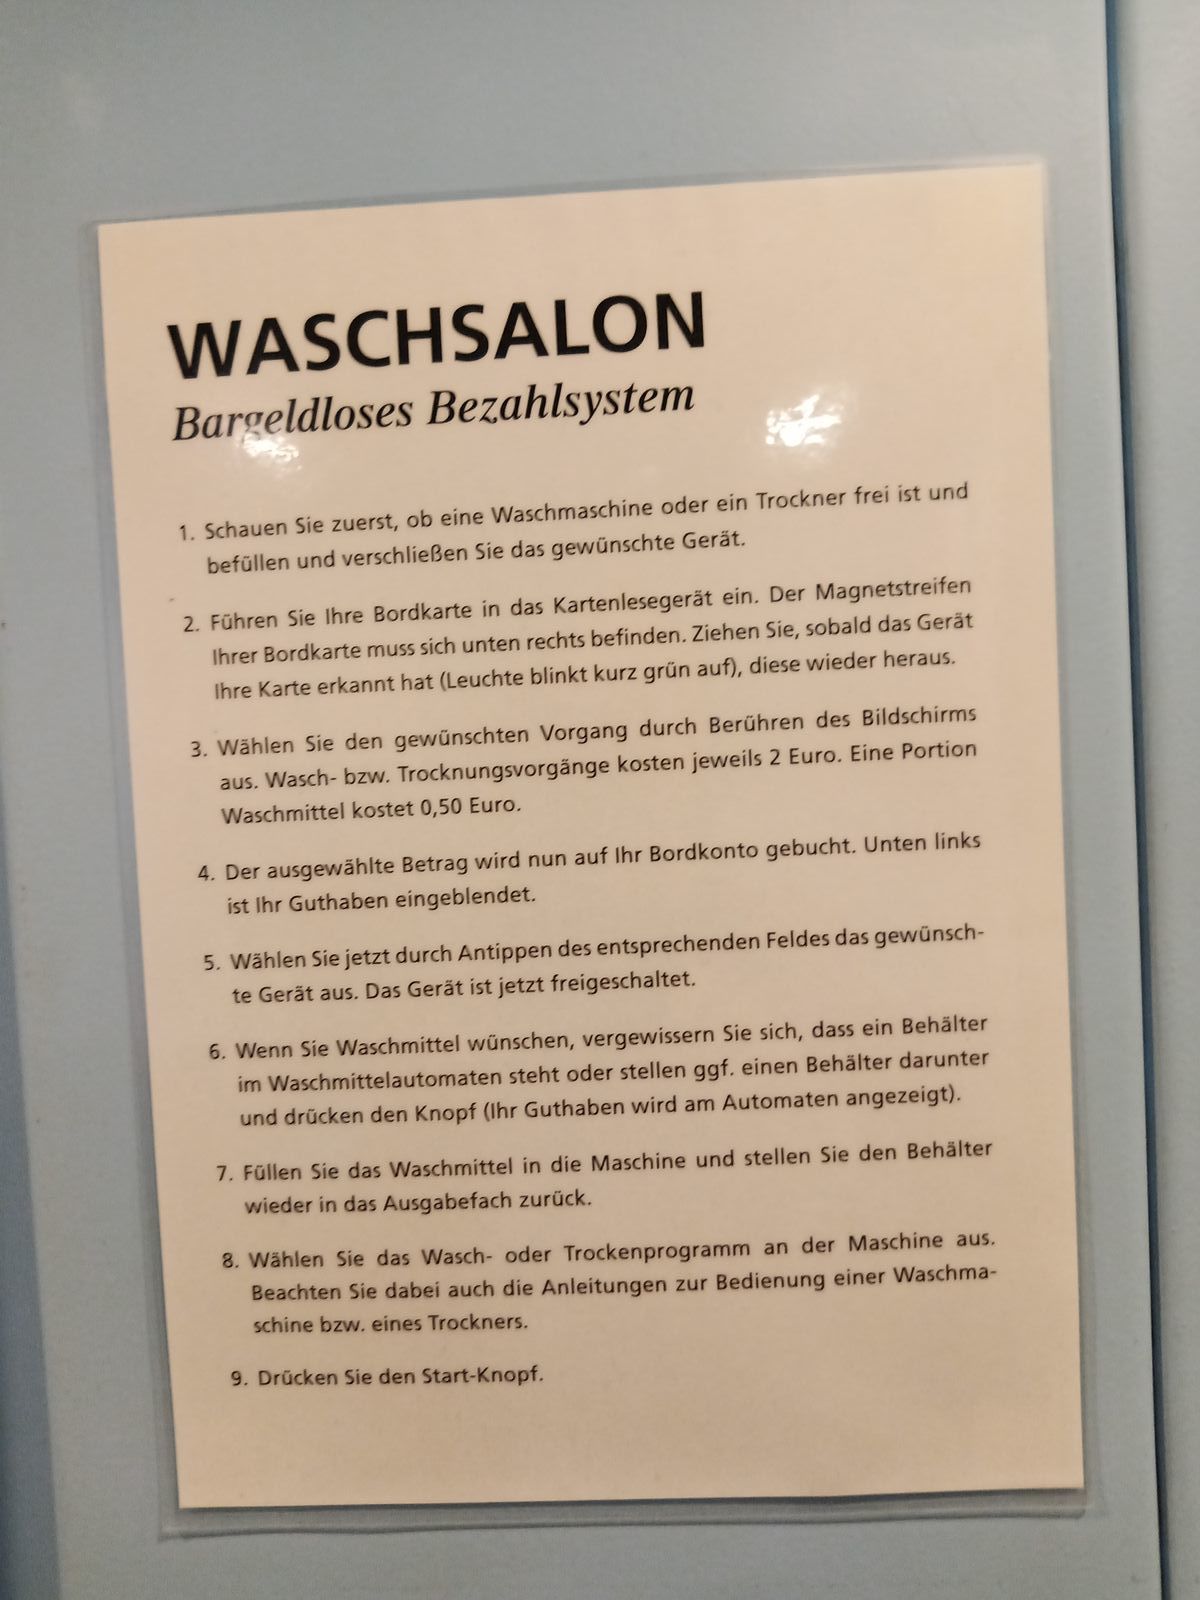 WASCHSALON
Bargeldloses Bezahlsystem
1. Schauen Sie zuerst, ob eine Waschmaschine oder ein Trockner frei ist und
befüllen und verschließen Sie das gewünschte Gerät.
2. Führen Sie Ihre Bordkarte in das Kartenlesegerät ein. Der Magnetstreifen
Ihrer Bordkarte muss sich unten rechts befinden. Ziehen Sie, sobald das Gerät
Ihre Karte erkannt hat (Leuchte blinkt kurz grün auf), diese wieder heraus.
3. Wählen Sie den gewünschten Vorgang durch Berühren des Bildschirms
aus. Wasch- bzw. Trocknungsvorgänge kosten jeweils 2 Euro. Eine Portion
Waschmittel kostet 0,50 Euro.
4. Der ausgewählte Betrag wird nun auf Ihr Bordkonto gebucht. Unten links
ist Ihr Guthaben eingeblendet.
5. Wählen Sie jetzt durch Antippen des entsprechenden Feldes das gewünsch-
te Gerät aus. Das Gerät ist jetzt freigeschaltet.
6. Wenn Sie Waschmittel wünschen, vergewissern Sie sich, dass ein Behälter
im Waschmittelautomaten steht oder stellen ggf. einen Behälter darunter
und drücken den Knopf (Ihr Guthaben wird am Automaten angezeigt).
7. Füllen Sie das Waschmittel in die Maschine und stellen Sie den Behälter
wieder in das Ausgabefach zurück.
8. Wählen Sie das Wasch- oder Trockenprogramm an der Maschine aus.
Beachten Sie dabei auch die Anleitungen zur Bedienung einer Waschma-
schine bzw. eines Trockners.
9. Drücken Sie den Start-Knopf.